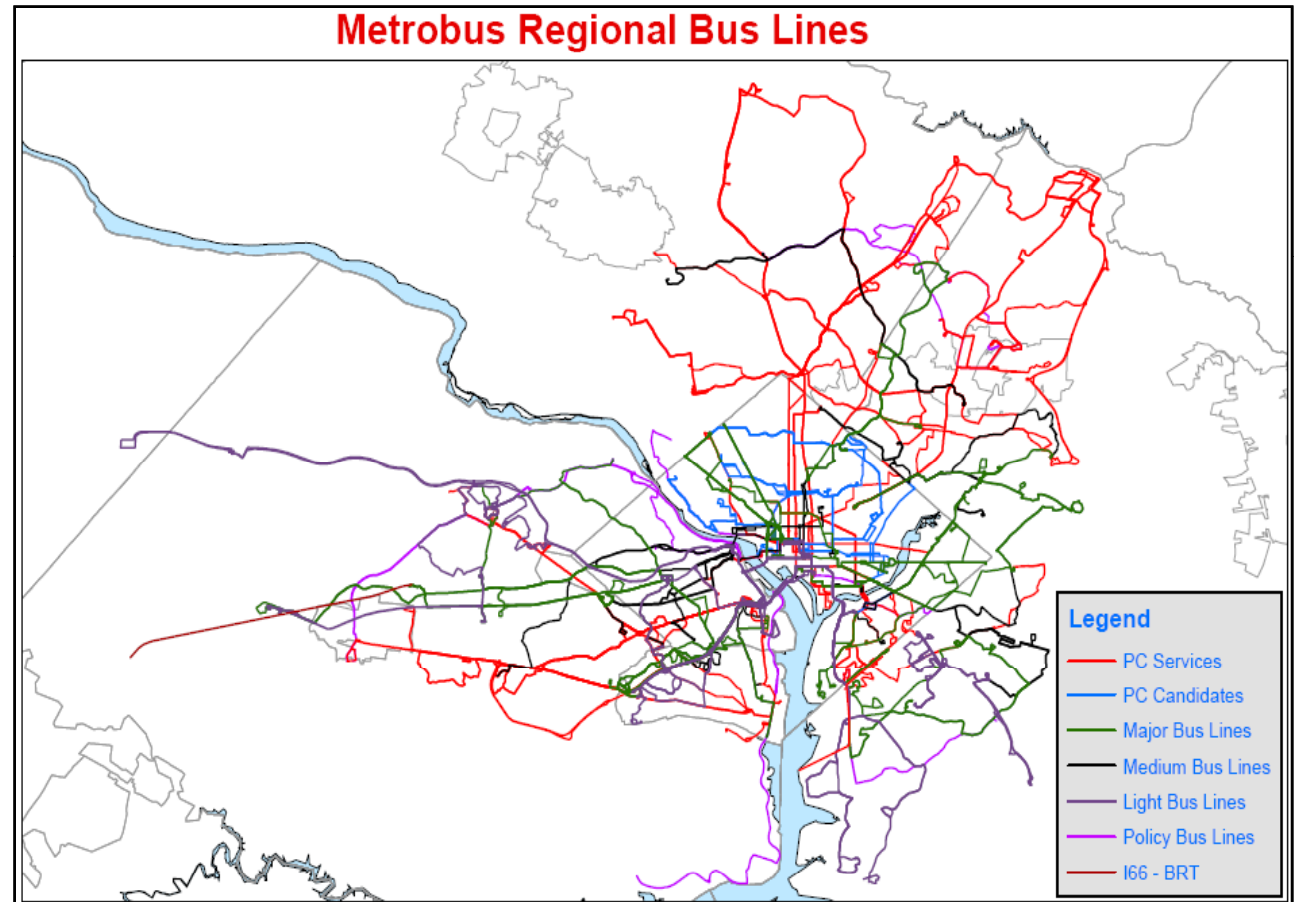 Metrobus Regional Bus Lines
Legend
PC Services
PC Candidates
Major Bus Lines
Medium Bus Lines
Light Bus Lines
Policy Bus Lines
I66 - BRT